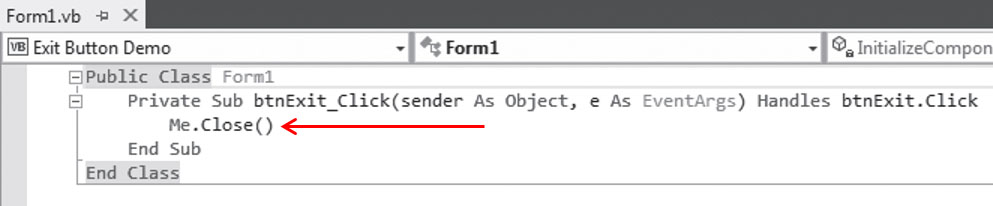 Form1.vb
VB Exit Button Demo
Form1
InitializeCompon
Public Class Form1
Private Sub btnExit_Click(sender As Object, e As EventArgs) Handles btnExit.Click
Me.Close()
End Sub
End Class